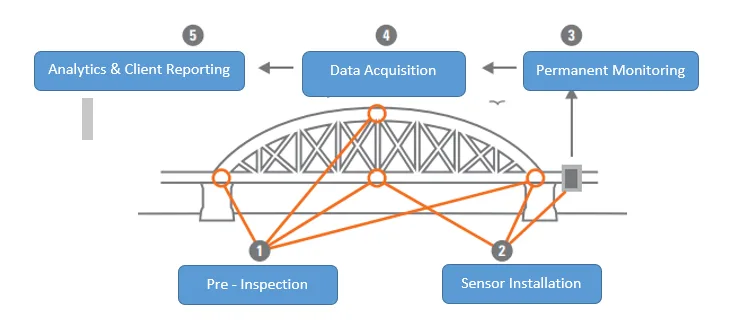 5
4
3
Analytics & Client Reporting
Data Acquisition
Permanent Monitoring
1
2
Pre - Inspection
Sensor Installation